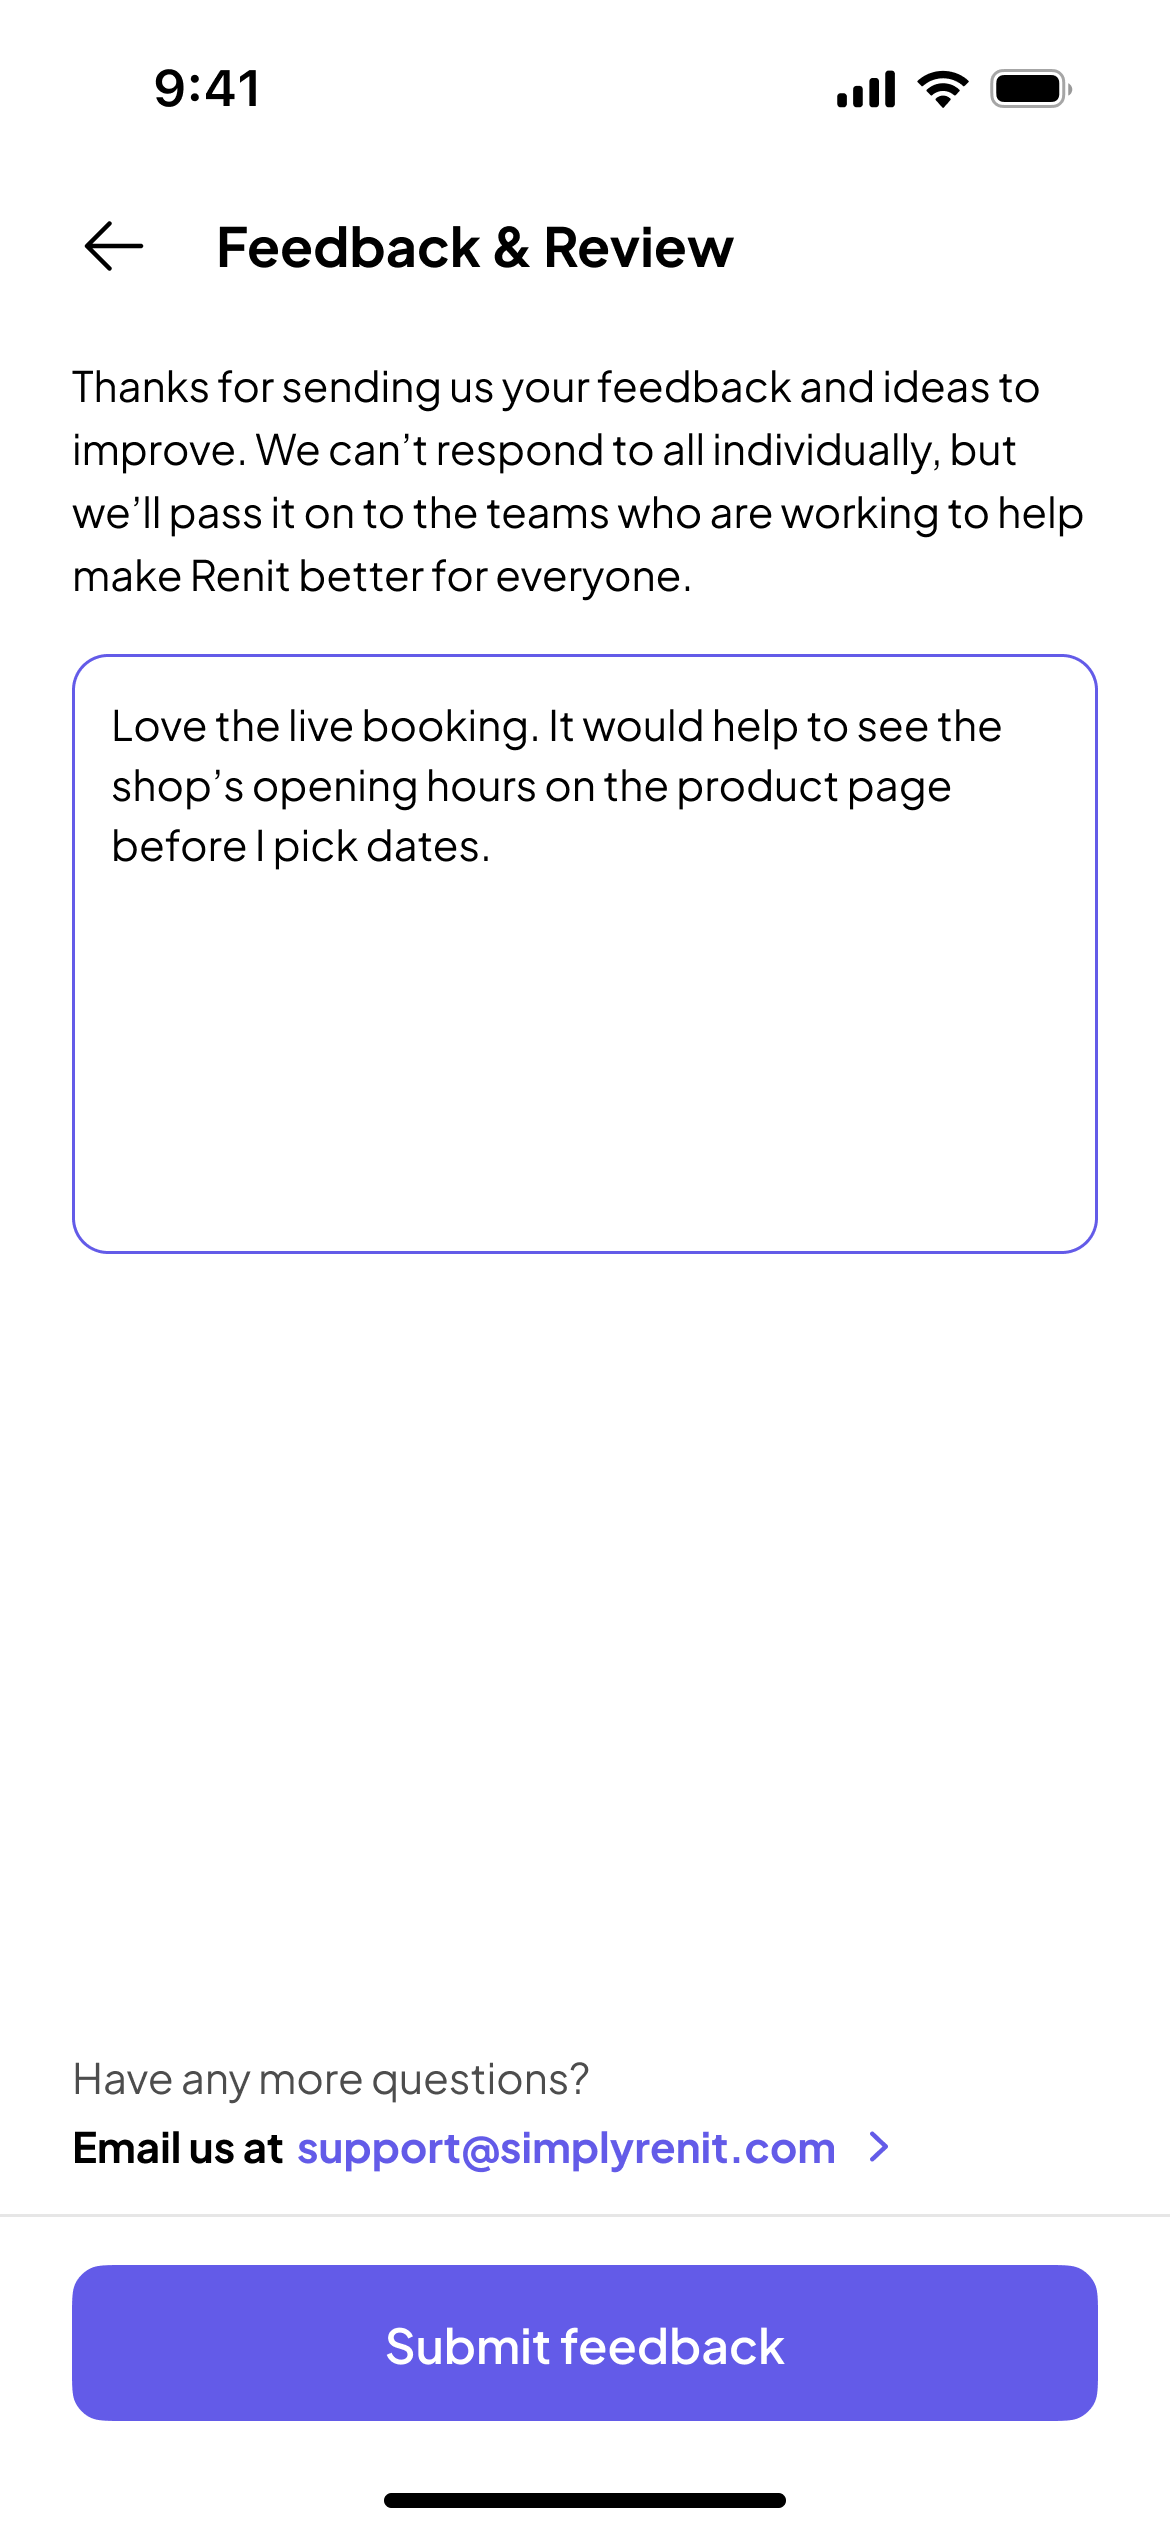 9:41
Feedback & Review
Thanks for sending us your feedback and ideas to
improve. We can’t respond to all individually, but
we’ll pass it on to the teams who are working to help
make Renit better for everyone.
Love the live booking. It would help to see the
shop’s opening hours on the product page
before I pick dates.
Have any more questions?
Email us at support@simplyrenit.com
Submit feedback